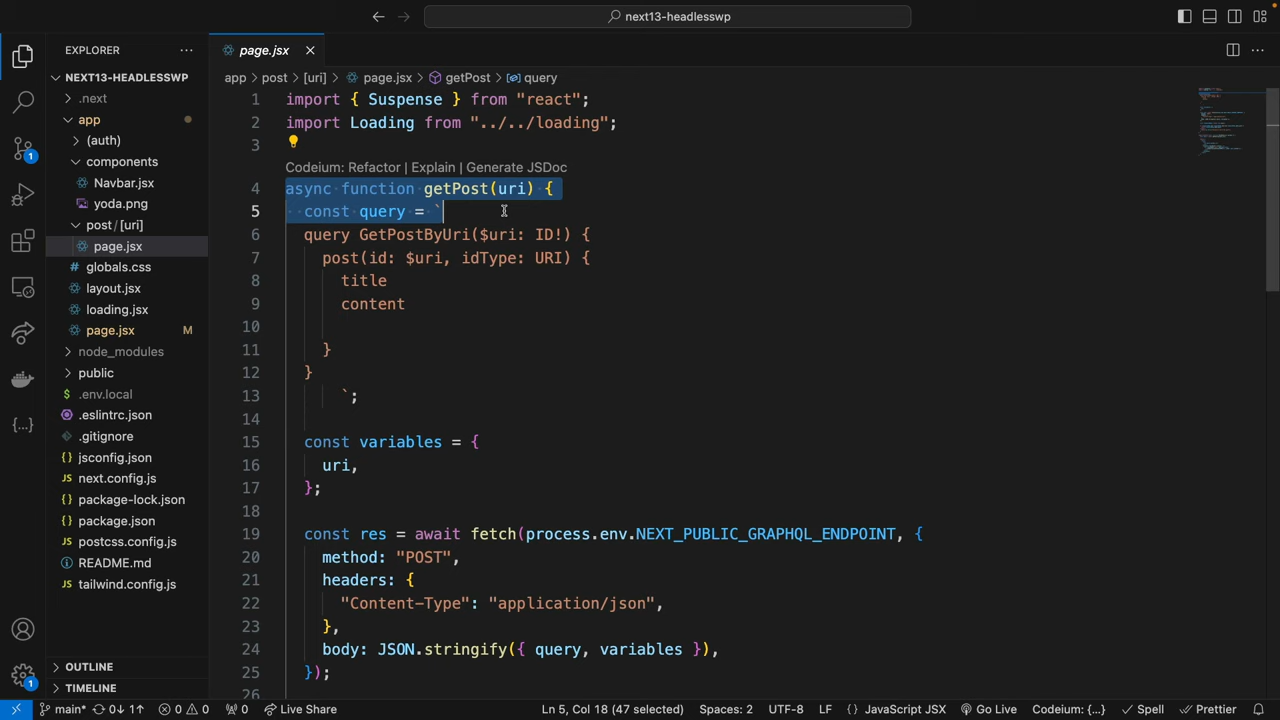 next13-headlesswp
EXPLORER
page.jsx
NEXT13-HEADLESSWP
.next
app
(auth)
components
Navbar.jsx
yoda.png
post/[uri]
page.jsx
globals.css
layout.jsx
loading.jsx
page.jsx M
node_modules
public
.env.local
.eslintrc.json
.gitignore
jsconfig.json
next.config.js
package-lock.json
package.json
postcss.config.js
README.md
tailwind.config.js
OUTLINE
TIMELINE
1
1
app > post > [uri] > page.jsx > getPost > query
1 import { Suspense } from "react";
2 import Loading from "../../loading";
3
Codeium: Refactor | Explain | Generate JSDoc
4 async function getPost(uri) {
5 const query = `
6 query GetPostByUri($uri: ID!) {
7 post(id: $uri, idType: URI) {
8 title
9 content
10
11 }
12 }
13 `;
14
15 const variables = {
16 uri,
17 };
18
19 const res = await fetch(process.env.NEXT_PUBLIC_GRAPHQL_ENDPOINT, {
20 method: "POST",
21 headers: {
22 "Content-Type": "application/json",
23 },
24 body: JSON.stringify({ query, variables }),
25 });
26
main* 0↓ 1↑ 0 0 0 Live Share Ln 5, Col 18 (47 selected) Spaces: 2 UTF-8 LF {} JavaScript JSX Go Live Codeium: {...} Spell Prettier